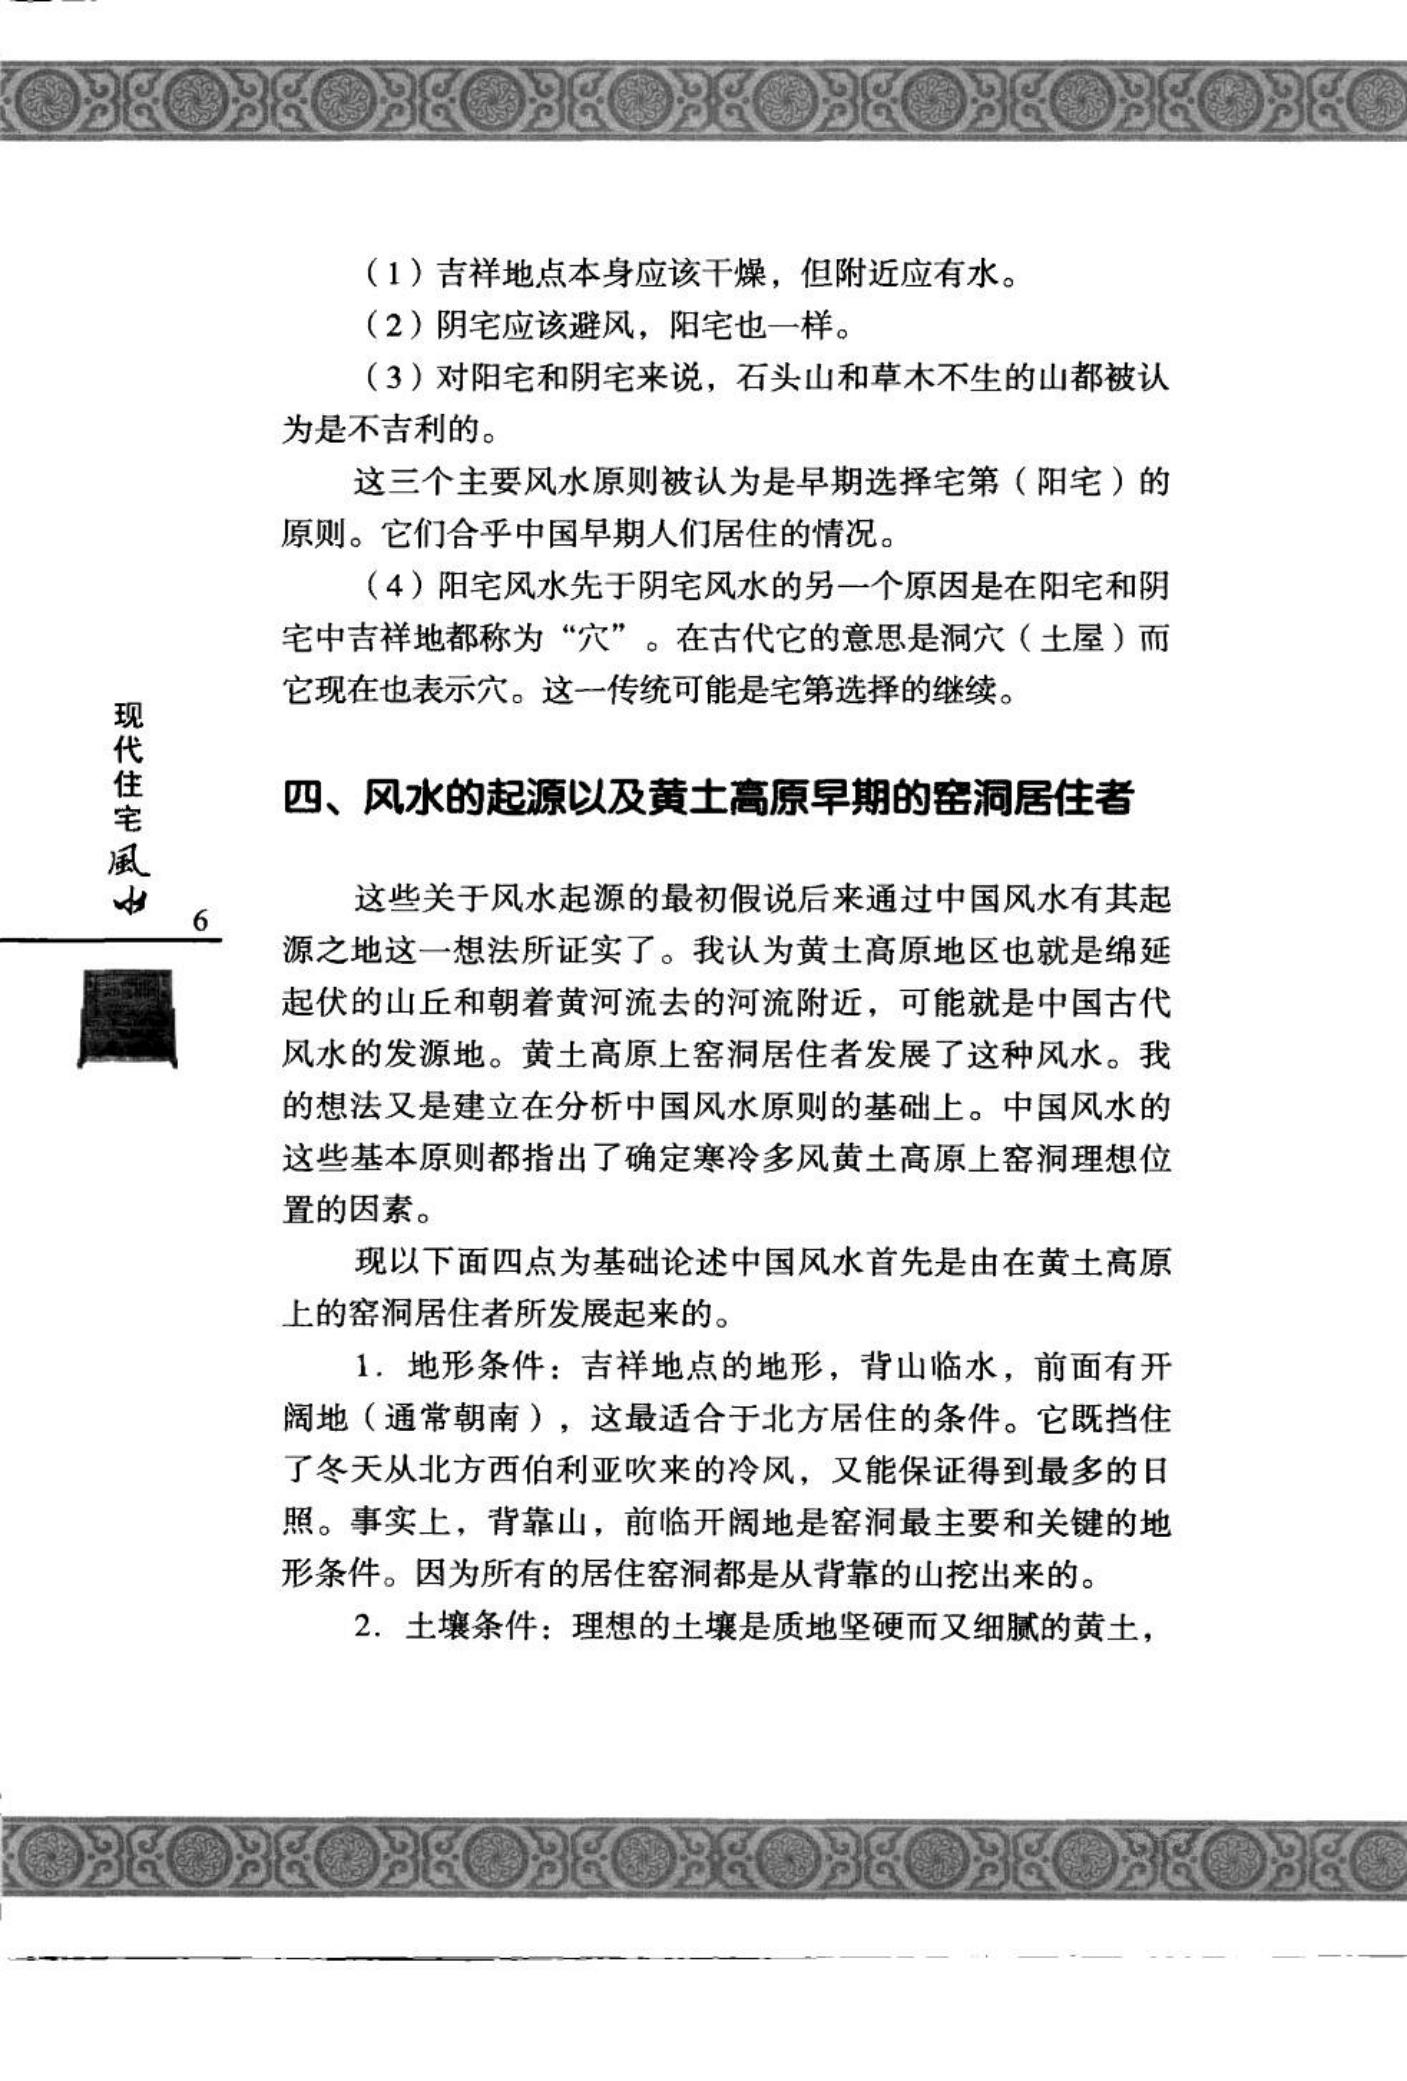 （1）吉祥地点本身应该干燥，但附近应有水。
（2）阴宅应该避风，阳宅也一样。
（3）对阳宅和阴宅来说，石头山和草木不生的山都被认
为是不吉利的。
这三个主要风水原则被认为是早期选择宅第（阳宅）的
原则。它们合乎中国早期人们居住的情况。
（4）阳宅风水先于阴宅风水的另一个原因是在阳宅和阴
宅中吉祥地都称为“穴”。在古代它的意思是洞穴（土屋）而
它现在也表示穴。这一传统可能是宅第选择的继续。
四、风水的起源以及黄土高原早期的窑洞居住者
这些关于风水起源的最初假说后来通过中国风水有其起
源之地这一想法所证实了。我认为黄土高原地区也就是绵延
起伏的山丘和朝着黄河流去的河流附近，可能就是中国古代
风水的发源地。黄土高原上窑洞居住者发展了这种风水。我
的想法又是建立在分析中国风水原则的基础上。中国风水的
这些基本原则都指出了确定寒冷多风黄土高原上窑洞理想位
置的因素。
现以下面四点为基础论述中国风水首先是由在黄土高原
上的窑洞居住者所发展起来的。
1．地形条件：吉祥地点的地形，背山临水，前面有开
阔地（通常朝南），这最适合于北方居住的条件。它既挡住
了冬天从北方西伯利亚吹来的冷风，又能保证得到最多的日
照。事实上，背靠山，前临开阔地是窑洞最主要和关键的地
形条件。因为所有的居住窑洞都是从背靠的山挖出来的。
2．土壤条件：理想的土壤是质地坚硬而又细腻的黄土，
现代住宅風水
6